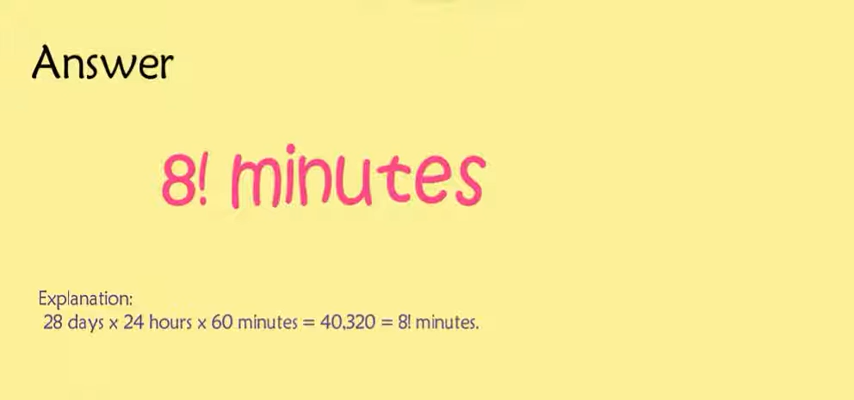 Answer
8! minutes
Explanation:
28 days x 24 hours x 60 minutes = 40,320 = 8! minutes.